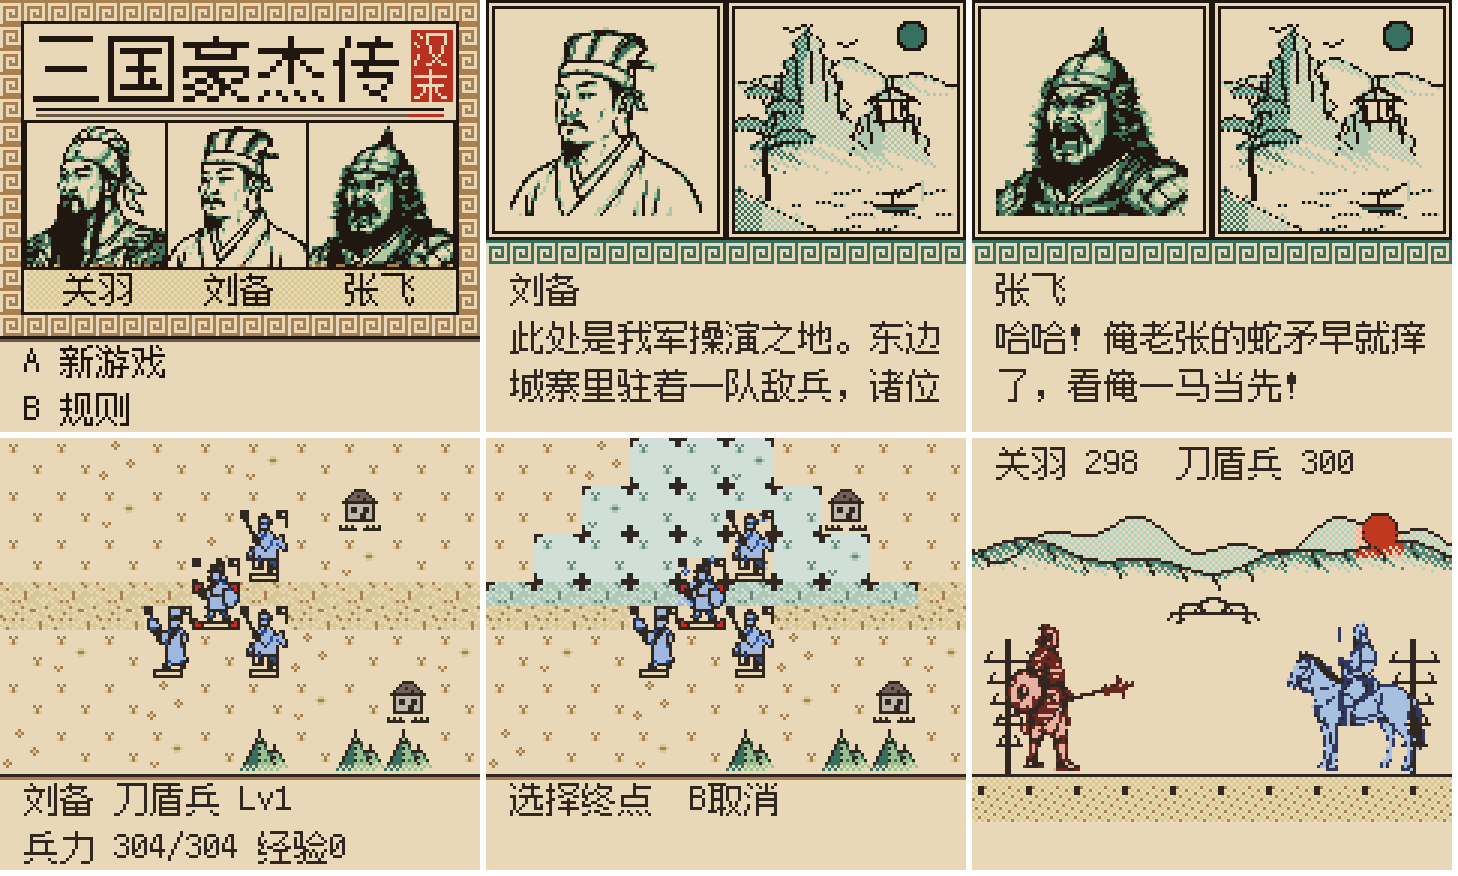 三国豪杰传 汉末
关羽 刘备 张飞
A 新游戏
B 规则
刘备
此处是我军操演之地。东边
城寨里驻着一队敌兵，诸位
张飞
哈哈！俺老张的蛇矛早就痒
了，看俺一马当先！
刘备 刀盾兵 Lv1
兵力 304/304 经验0
选择终点 B取消
关羽 298 刀盾兵 300